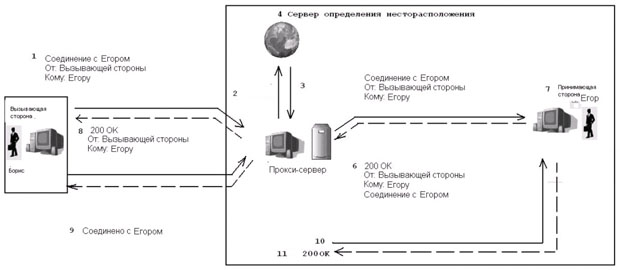 4 Сервер определения месторасположения
1 Соединение с Егором
От: Вызывающей стороны
Кому: Егору
2
3
Соединение с Егором
От: Вызывающей стороны
Кому: Егору
7 Принимающая
сторона
Егор
Вызывающая
сторона
Борис
8 200 OK
От: Вызывающей стороны
Кому: Егору
Прокси-сервер
6 200 OK
От: Вызывающей стороны
Кому: Егору
Соединение с Егором
9 Соединено с Егором
10
11 200OK